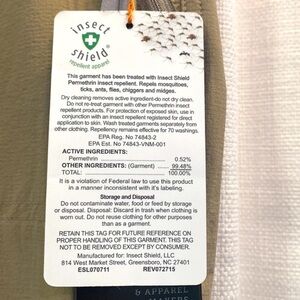 insect
shield®
repellent apparel
This garment has been treated with Insect Shield
Permethrin insect repellent. Repels mosquitoes,
ticks, ants, flies, chiggers and midges.
Dry cleaning removes active ingredient-do not dry clean.
Do not re-treat garment with other Permethrin containing
repellent products. For protection of exposed skin, use in
conjunction with an insect repellent registered for direct
application to skin. Wash treated garments separately from
other clothing. Repellency remains effective for 70 washings.
EPA Reg. No 74843-2
EPA Est. No 74843-VNM-001
ACTIVE INGREDIENTS:
Permethrin 0.52%
OTHER INGREDIENTS: (Garment) 99.48%
TOTAL: 100.00%
It is a violation of Federal law to use this product
in a manner inconsistent with it's labeling.
Storage and Disposal
Do not contaminate water, food or feed by storage
or disposal. Disposal: Discard in trash when clothing is
worn out. Do not reuse clothing for other purposes
than as a garment.
RETAIN THIS TAG FOR FUTURE REFERENCE ON
PROPER HANDLING OF THIS GARMENT. THIS TAG
NOT TO BE REMOVED EXCEPT BY CONSUMER.
Manufactured for: Insect Shield, LLC
814 West Market Street, Greensboro, NC 27401
ESL070711 REV072715
& APPAREL